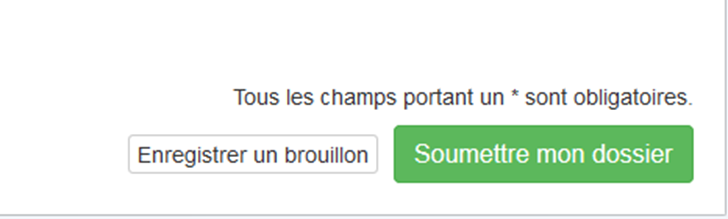 Tous les champs portant un * sont obligatoires.
Enregistrer un brouillon
Soumettre mon dossier